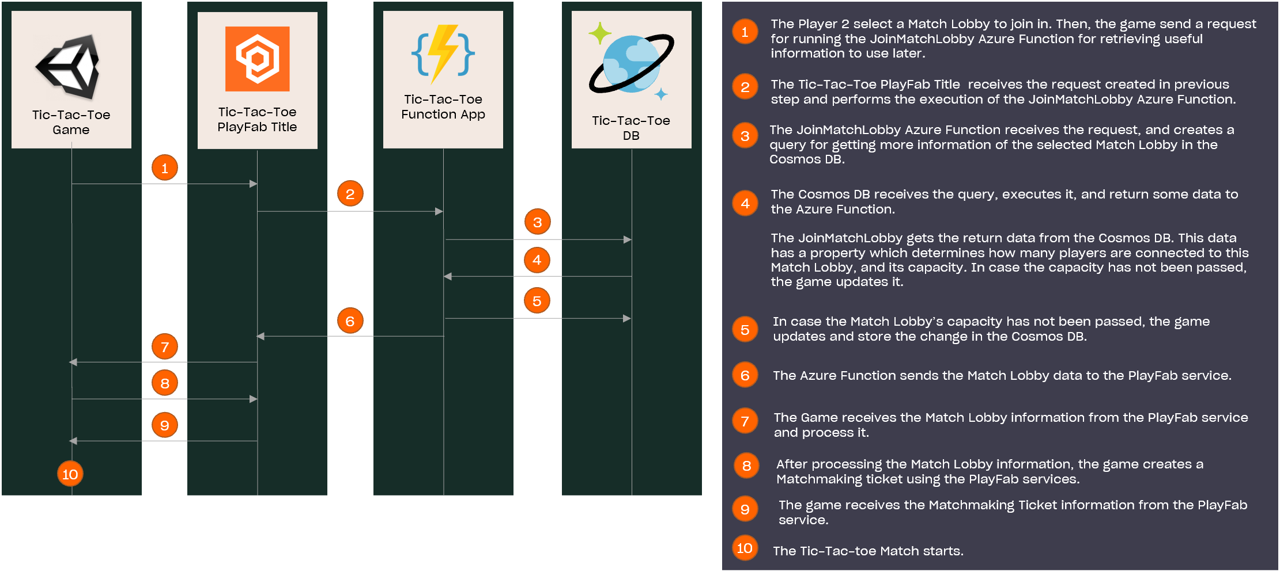 Tic-Tac-Toe
Game
Tic-Tac-Toe
PlayFab Title
Tic-Tac-Toe
Function App
Tic-Tac-Toe
DB
1
2
3
4
5
6
7
8
9
10
1
The Player 2 select a Match Lobby to join in. Then, the game send a request
for running the JoinMatchLobby Azure Function for retrieving useful
information to use later.
2
The Tic-Tac-Toe PlayFab Title receives the request created in previous
step and performs the execution of the JoinMatchLobby Azure Function.
3
The JoinMatchLobby Azure Function receives the request, and creates a
query for getting more information of the selected Match Lobby in the
Cosmos DB.
4
The Cosmos DB receives the query, executes it, and return some data to
the Azure Function.
The JoinMatchLobby gets the return data from the Cosmos DB. This data
has a property which determines how many players are connected to this
Match Lobby, and its capacity. In case the capacity has not been passed,
the game updates it.
5
In case the Match Lobby's capacity has not been passed, the game
updates and store the change in the Cosmos DB.
6
The Azure Function sends the Match Lobby data to the PlayFab service.
7
The Game receives the Match Lobby information from the PlayFab service
and process it.
8
After processing the Match Lobby information, the game creates a
Matchmaking ticket using the PlayFab services.
9
The game receives the Matchmaking Ticket information from the PlayFab
service.
10
The Tic-Tac-toe Match starts.